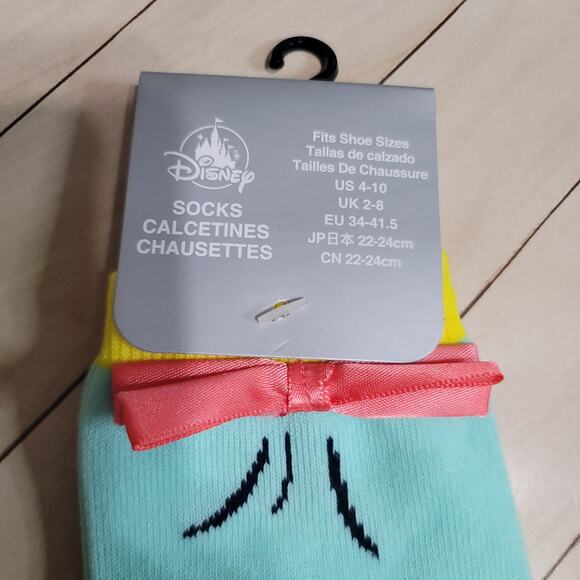 Disney
SOCKS
CALCETINES
CHAUSETTES
Fits Shoe Sizes
Tallas de calzado
Tailles De Chaussure
US 4-10
UK 2-8
EU 34-41.5
JP日本 22-24cm
CN 22-24cm